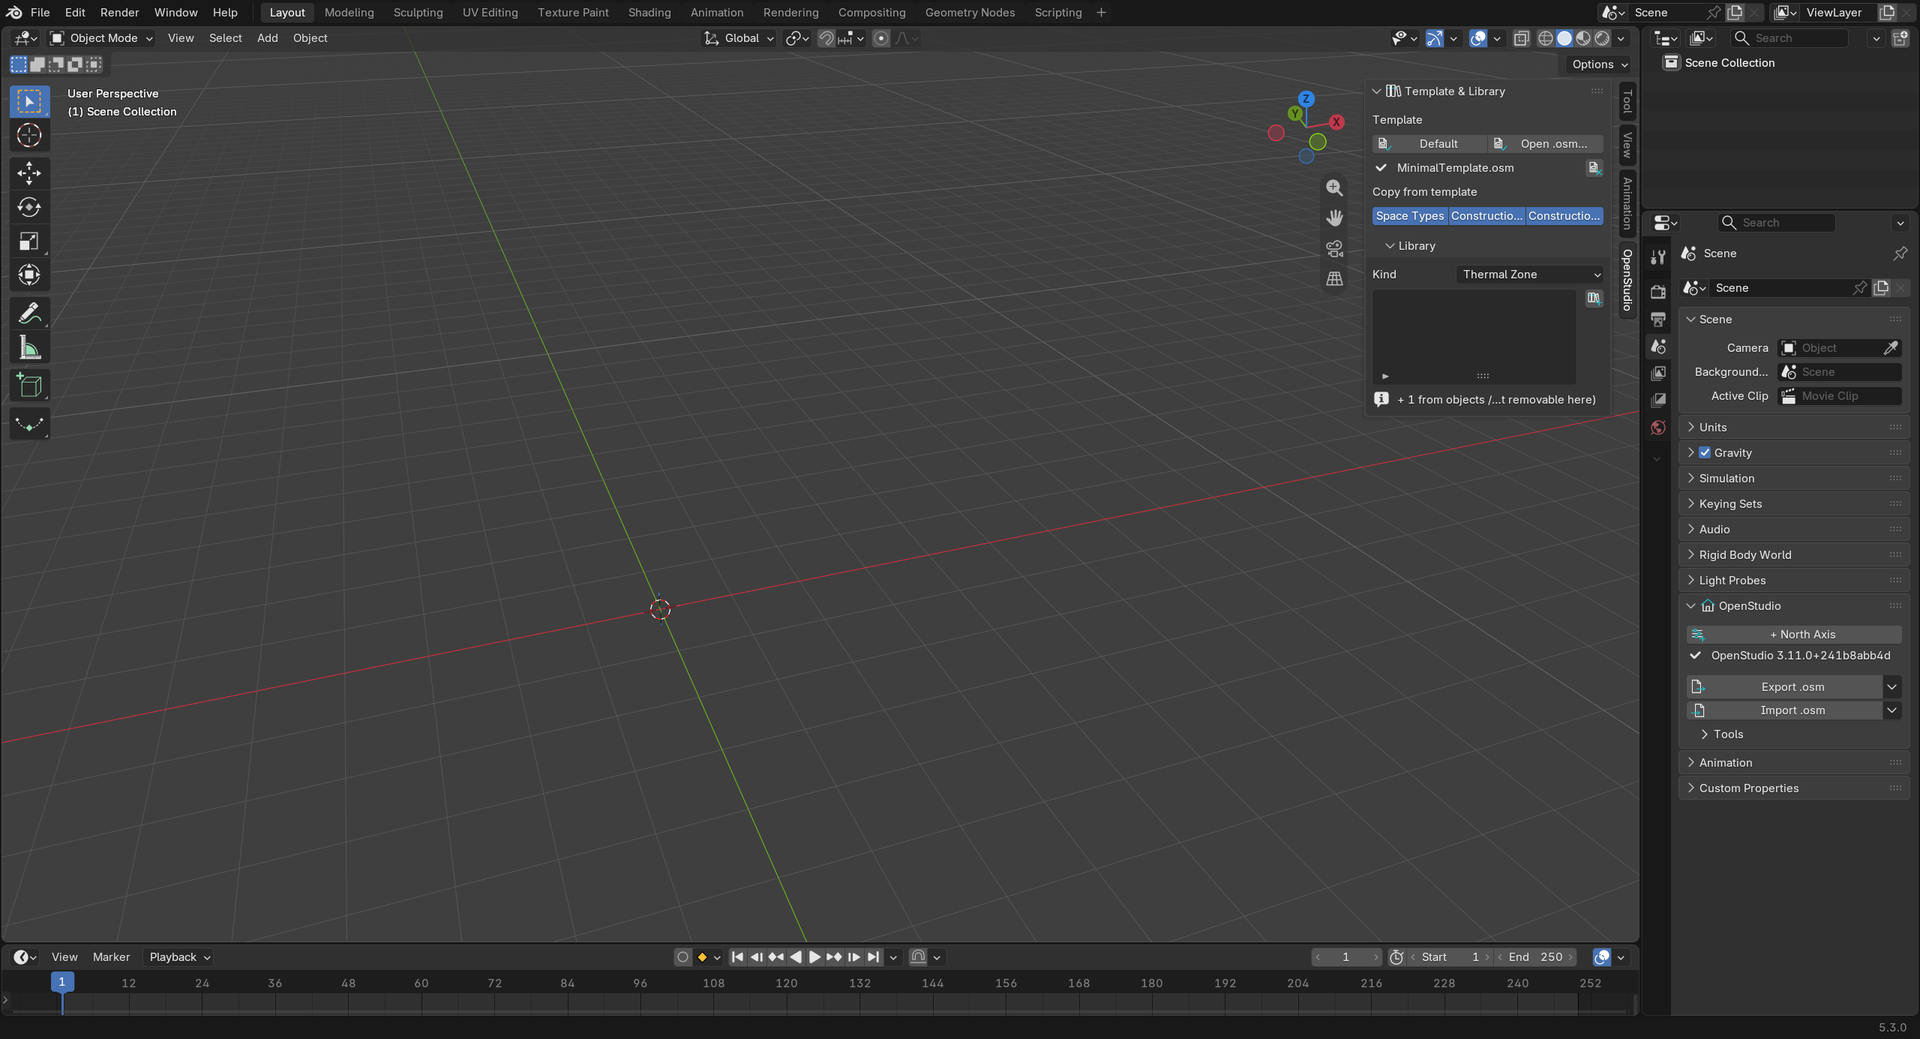 File Edit Render Window Help Layout Modeling Sculpting UV Editing Texture Paint Shading Animation Rendering Compositing Geometry Nodes Scripting + Scene ViewLayer
Object Mode View Select Add Object Global Search
Options
Scene Collection
User Perspective
(1) Scene Collection
Z
Y
X
Template & Library
Template
Default Open .osm...
MinimalTemplate.osm
Copy from template
Space Types Constructio... Constructio...
Library
Kind Thermal Zone
+ 1 from objects /...t removable here)
Tool
View
Animation
OpenStudio
Search
Scene
Scene
Scene
Camera Object
Background... Scene
Active Clip Movie Clip
Units
Gravity
Simulation
Keying Sets
Audio
Rigid Body World
Light Probes
OpenStudio
+ North Axis
OpenStudio 3.11.0+241b8abb4d
Export .osm
Import .osm
Tools
Animation
Custom Properties
View Marker Playback 1 Start 1 End 250
1 12 24 36 48 60 72 84 96 108 120 132 144 156 168 180 192 204 216 228 240 252
5.3.0